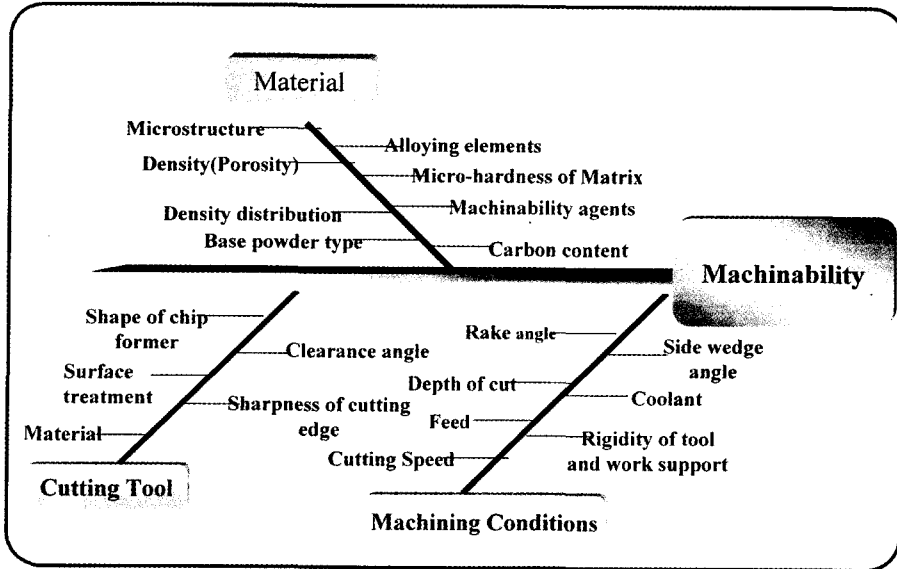 Material
Microstructure
Alloying elements
Density(Porosity)
Micro-hardness of Matrix
Machinability agents
Density distribution
Base powder type
Carbon content
Machinability
Shape of chip
former
Clearance angle
Surface
treatment
Sharpness of cutting
edge
Material
Cutting Tool
Rake angle
Side wedge
angle
Depth of cut
Coolant
Feed
Rigidity of tool
and work support
Cutting Speed
Machining Conditions